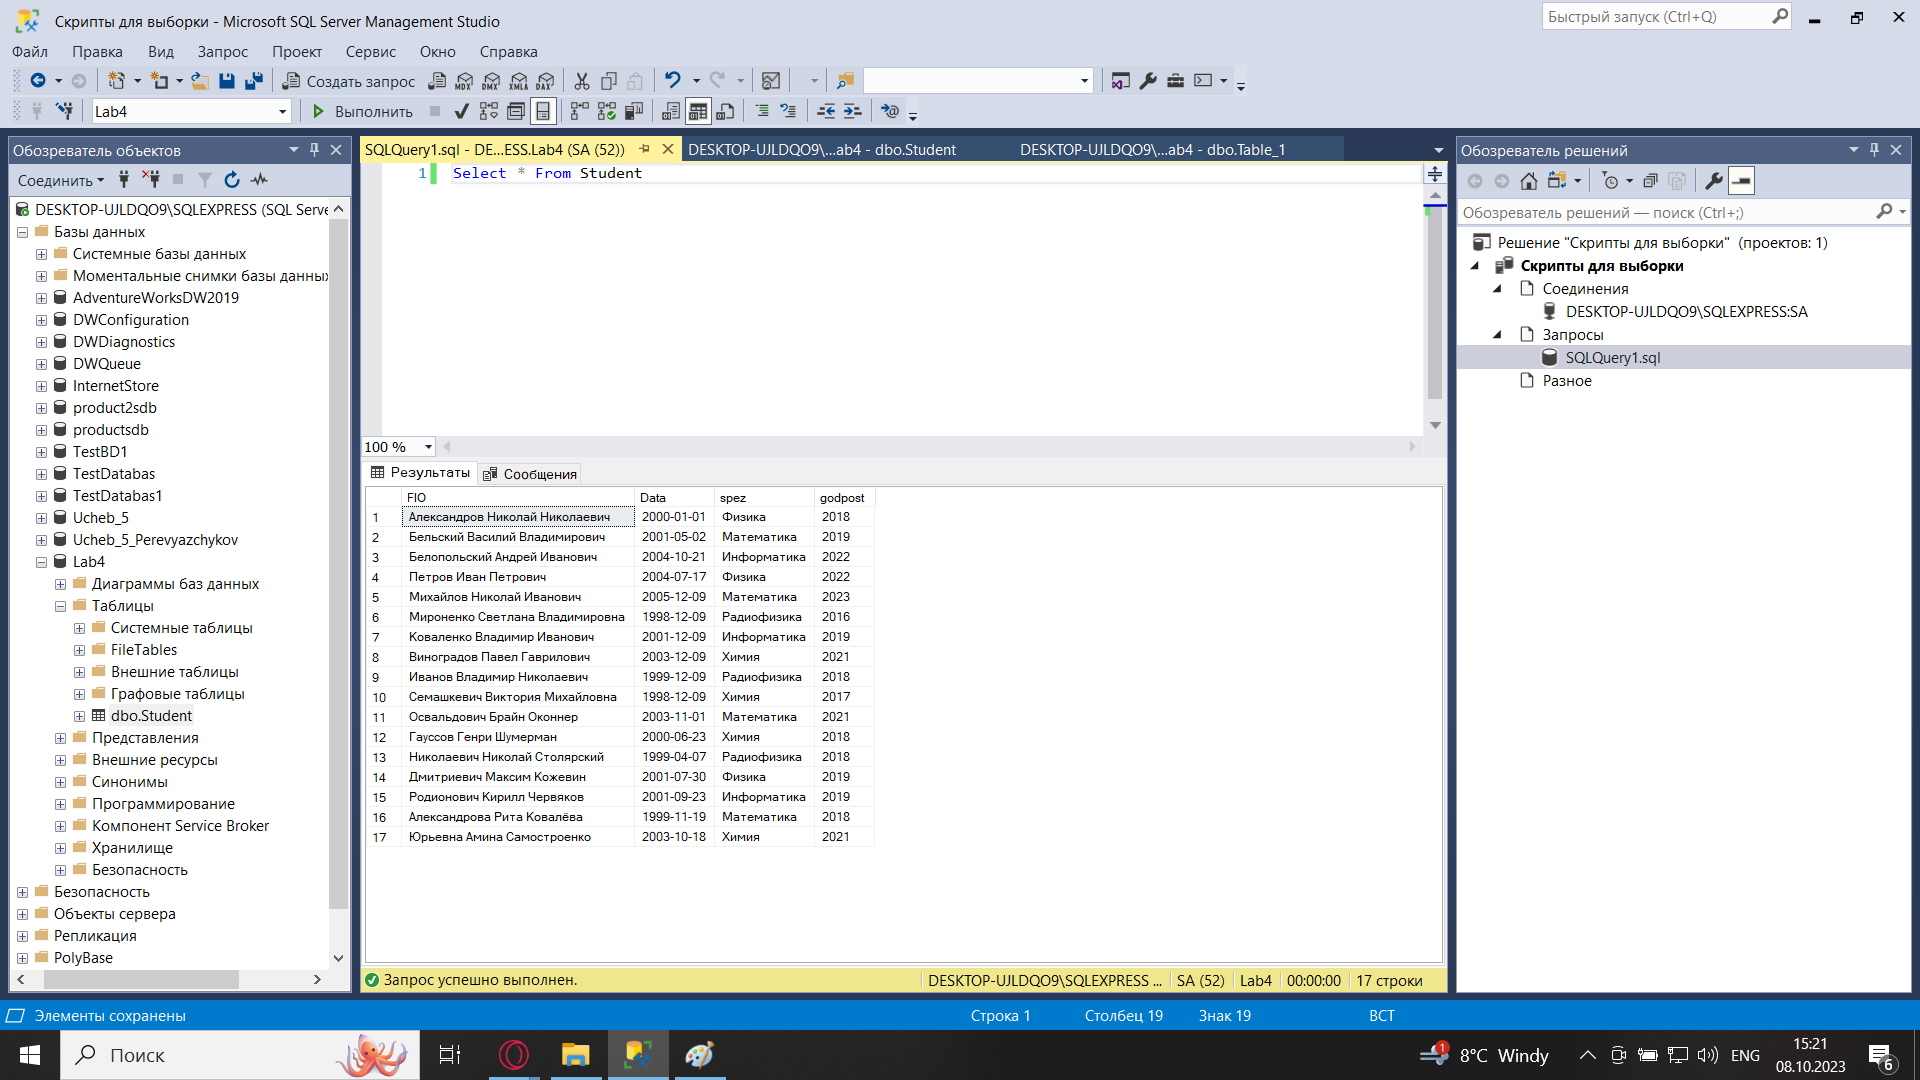 Скрипты для выборки - Microsoft SQL Server Management Studio
Быстрый запуск (Ctrl+Q)
Файл Правка Вид Запрос Проект Сервис Окно Справка
Создать запрос MDX DMX XMLA DAX
Lab4 Выполнить
Обозреватель объектов
Соединить
DESKTOP-UJLDQO9\SQLEXPRESS (SQL Serve
Базы данных
Системные базы данных
Моментальные снимки базы данных
AdventureWorksDW2019
DWConfiguration
DWDiagnostics
DWQueue
InternetStore
product2sdb
productsdb
TestBD1
TestDatabas
TestDatabas1
Ucheb_5
Ucheb_5_Perevyazchykov
Lab4
Диаграммы баз данных
Таблицы
Системные таблицы
FileTables
Внешние таблицы
Графовые таблицы
dbo.Student
Представления
Внешние ресурсы
Синонимы
Программирование
Компонент Service Broker
Хранилище
Безопасность
Безопасность
Объекты сервера
Репликация
PolyBase
SQLQuery1.sql - DE...ESS.Lab4 (SA (52)) DESKTOP-UJLDQO9\...ab4 - dbo.Student DESKTOP-UJLDQO9\...ab4 - dbo.Table_1
1 Select * From Student
100 %
Результаты Сообщения
FIO Data spez godpost
1 Александров Николай Николаевич 2000-01-01 Физика 2018
2 Бельский Василий Владимирович 2001-05-02 Математика 2019
3 Белопольский Андрей Иванович 2004-10-21 Информатика 2022
4 Петров Иван Петрович 2004-07-17 Физика 2022
5 Михайлов Николай Иванович 2005-12-09 Математика 2023
6 Мироненко Светлана Владимировна 1998-12-09 Радиофизика 2016
7 Коваленко Владимир Иванович 2001-12-09 Информатика 2019
8 Виноградов Павел Гаврилович 2003-12-09 Химия 2021
9 Иванов Владимир Николаевич 1999-12-09 Радиофизика 2018
10 Семашкевич Виктория Михайловна 1998-12-09 Химия 2017
11 Освальдович Брайн Оконнер 2003-11-01 Математика 2021
12 Гауссов Генри Шумерман 2000-06-23 Химия 2018
13 Николаевич Николай Столярский 1999-04-07 Радиофизика 2018
14 Дмитриевич Максим Кожевин 2001-07-30 Физика 2019
15 Родионович Кирилл Червяков 2001-09-23 Информатика 2019
16 Александрова Рита Ковалёва 1999-11-19 Математика 2018
17 Юрьевна Амина Самостроенко 2003-10-18 Химия 2021
Запрос успешно выполнен. DESKTOP-UJLDQO9\SQLEXPRESS ... SA (52) Lab4 00:00:00 17 строки
Обозреватель решений
Обозреватель решений — поиск (Ctrl+;)
Решение "Скрипты для выборки" (проектов: 1)
Скрипты для выборки
Соединения
DESKTOP-UJLDQO9\SQLEXPRESS:SA
Запросы
SQLQuery1.sql
Разное
Элементы сохранены Строка 1 Столбец 19 Знак 19 ВСТ
Поиск 1 8°C Windy ENG 15:21
08.10.2023 6